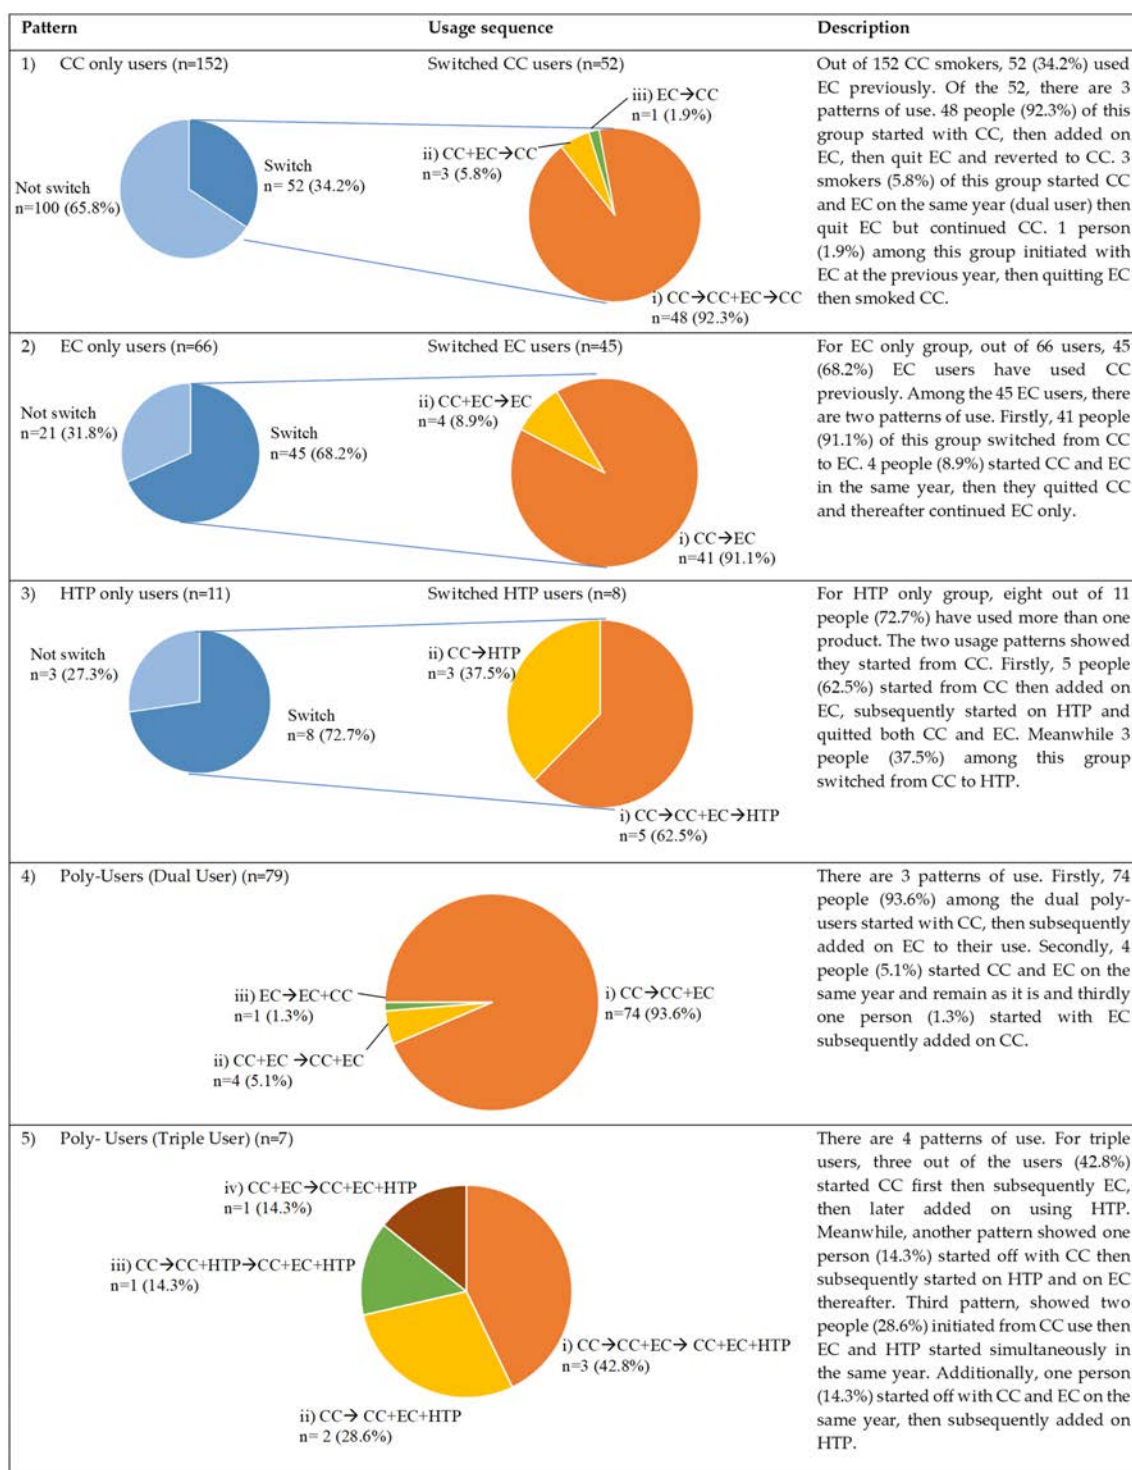 Pattern
Usage sequence
Description
1) CC only users (n=152)
Switched CC users (n=52)
Not switch
n=100 (65.8%)
Switch
n= 52 (34.2%)
iii) EC→CC
n=1 (1.9%)
ii) CC+EC→CC
n=3 (5.8%)
i) CC→CC+EC→CC
n=48 (92.3%)
Out of 152 CC smokers, 52 (34.2%) used
EC previously. Of the 52, there are 3
patterns of use. 48 people (92.3%) of this
group started with CC, then added on
EC, then quit EC and reverted to CC. 3
smokers (5.8%) of this group started CC
and EC on the same year (dual user) then
quit EC but continued CC. 1 person
(1.9%) among this group initiated with
EC at the previous year, then quitting EC
then smoked CC.
2) EC only users (n=66)
Switched EC users (n=45)
Not switch
n=21 (31.8%)
Switch
n=45 (68.2%)
ii) CC+EC→EC
n=4 (8.9%)
i) CC→EC
n=41 (91.1%)
For EC only group, out of 66 users, 45
(68.2%) EC users have used CC
previously. Among the 45 EC users, there
are two patterns of use. Firstly, 41 people
(91.1%) of this group switched from CC
to EC. 4 people (8.9%) started CC and EC
in the same year, then they quitted CC
and thereafter continued EC only.
3) HTP only users (n=11)
Switched HTP users (n=8)
Not switch
n=3 (27.3%)
Switch
n=8 (72.7%)
ii) CC→HTP
n=3 (37.5%)
i) CC→CC+EC→HTP
n=5 (62.5%)
For HTP only group, eight out of 11
people (72.7%) have used more than one
product. The two usage patterns showed
they started from CC. Firstly, 5 people
(62.5%) started from CC then added on
EC, subsequently started on HTP and
quitted both CC and EC. Meanwhile 3
people (37.5%) among this group
switched from CC to HTP.
4) Poly-Users (Dual User) (n=79)
iii) EC→EC+CC
n=1 (1.3%)
ii) CC+EC →CC+EC
n=4 (5.1%)
i) CC→CC+EC
n=74 (93.6%)
There are 3 patterns of use. Firstly, 74
people (93.6%) among the dual poly-
users started with CC, then subsequently
added on EC to their use. Secondly, 4
people (5.1%) started CC and EC on the
same year and remain as it is and thirdly
one person (1.3%) started with EC
subsequently added on CC.
5) Poly- Users (Triple User) (n=7)
iv) CC+EC→CC+EC+HTP
n=1 (14.3%)
iii) CC→CC+HTP→CC+EC+HTP
n=1 (14.3%)
i) CC→CC+EC→ CC+EC+HTP
n=3 (42.8%)
ii) CC→ CC+EC+HTP
n= 2 (28.6%)
There are 4 patterns of use. For triple
users, three out of the users (42.8%)
started CC first then subsequently EC,
then later added on using HTP.
Meanwhile, another pattern showed one
person (14.3%) started off with CC then
subsequently started on HTP and on EC
thereafter. Third pattern, showed two
people (28.6%) initiated from CC use then
EC and HTP started simultaneously in
the same year. Additionally, one person
(14.3%) started off with CC and EC on the
same year, then subsequently added on
HTP.